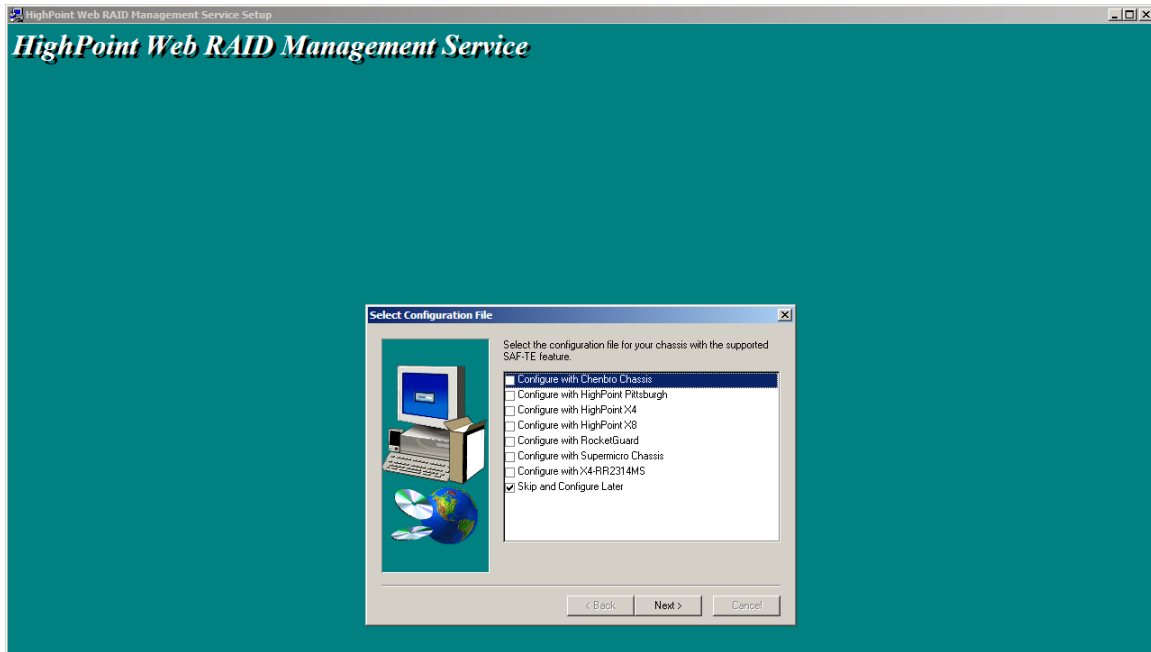 HighPoint Web RAID Management Service Setup
HighPoint Web RAID Management Service
Select Configuration File
Select the configuration file for your chassis with the supported
SAF-TE feature.
Configure with Chenbro Chassis
Configure with HighPoint Pittsburgh
Configure with HighPoint X4
Configure with HighPoint X8
Configure with RocketGuard
Configure with Supermicro Chassis
Configure with X4-RR2314MS
Skip and Configure Later
< Back
Next >
Cancel